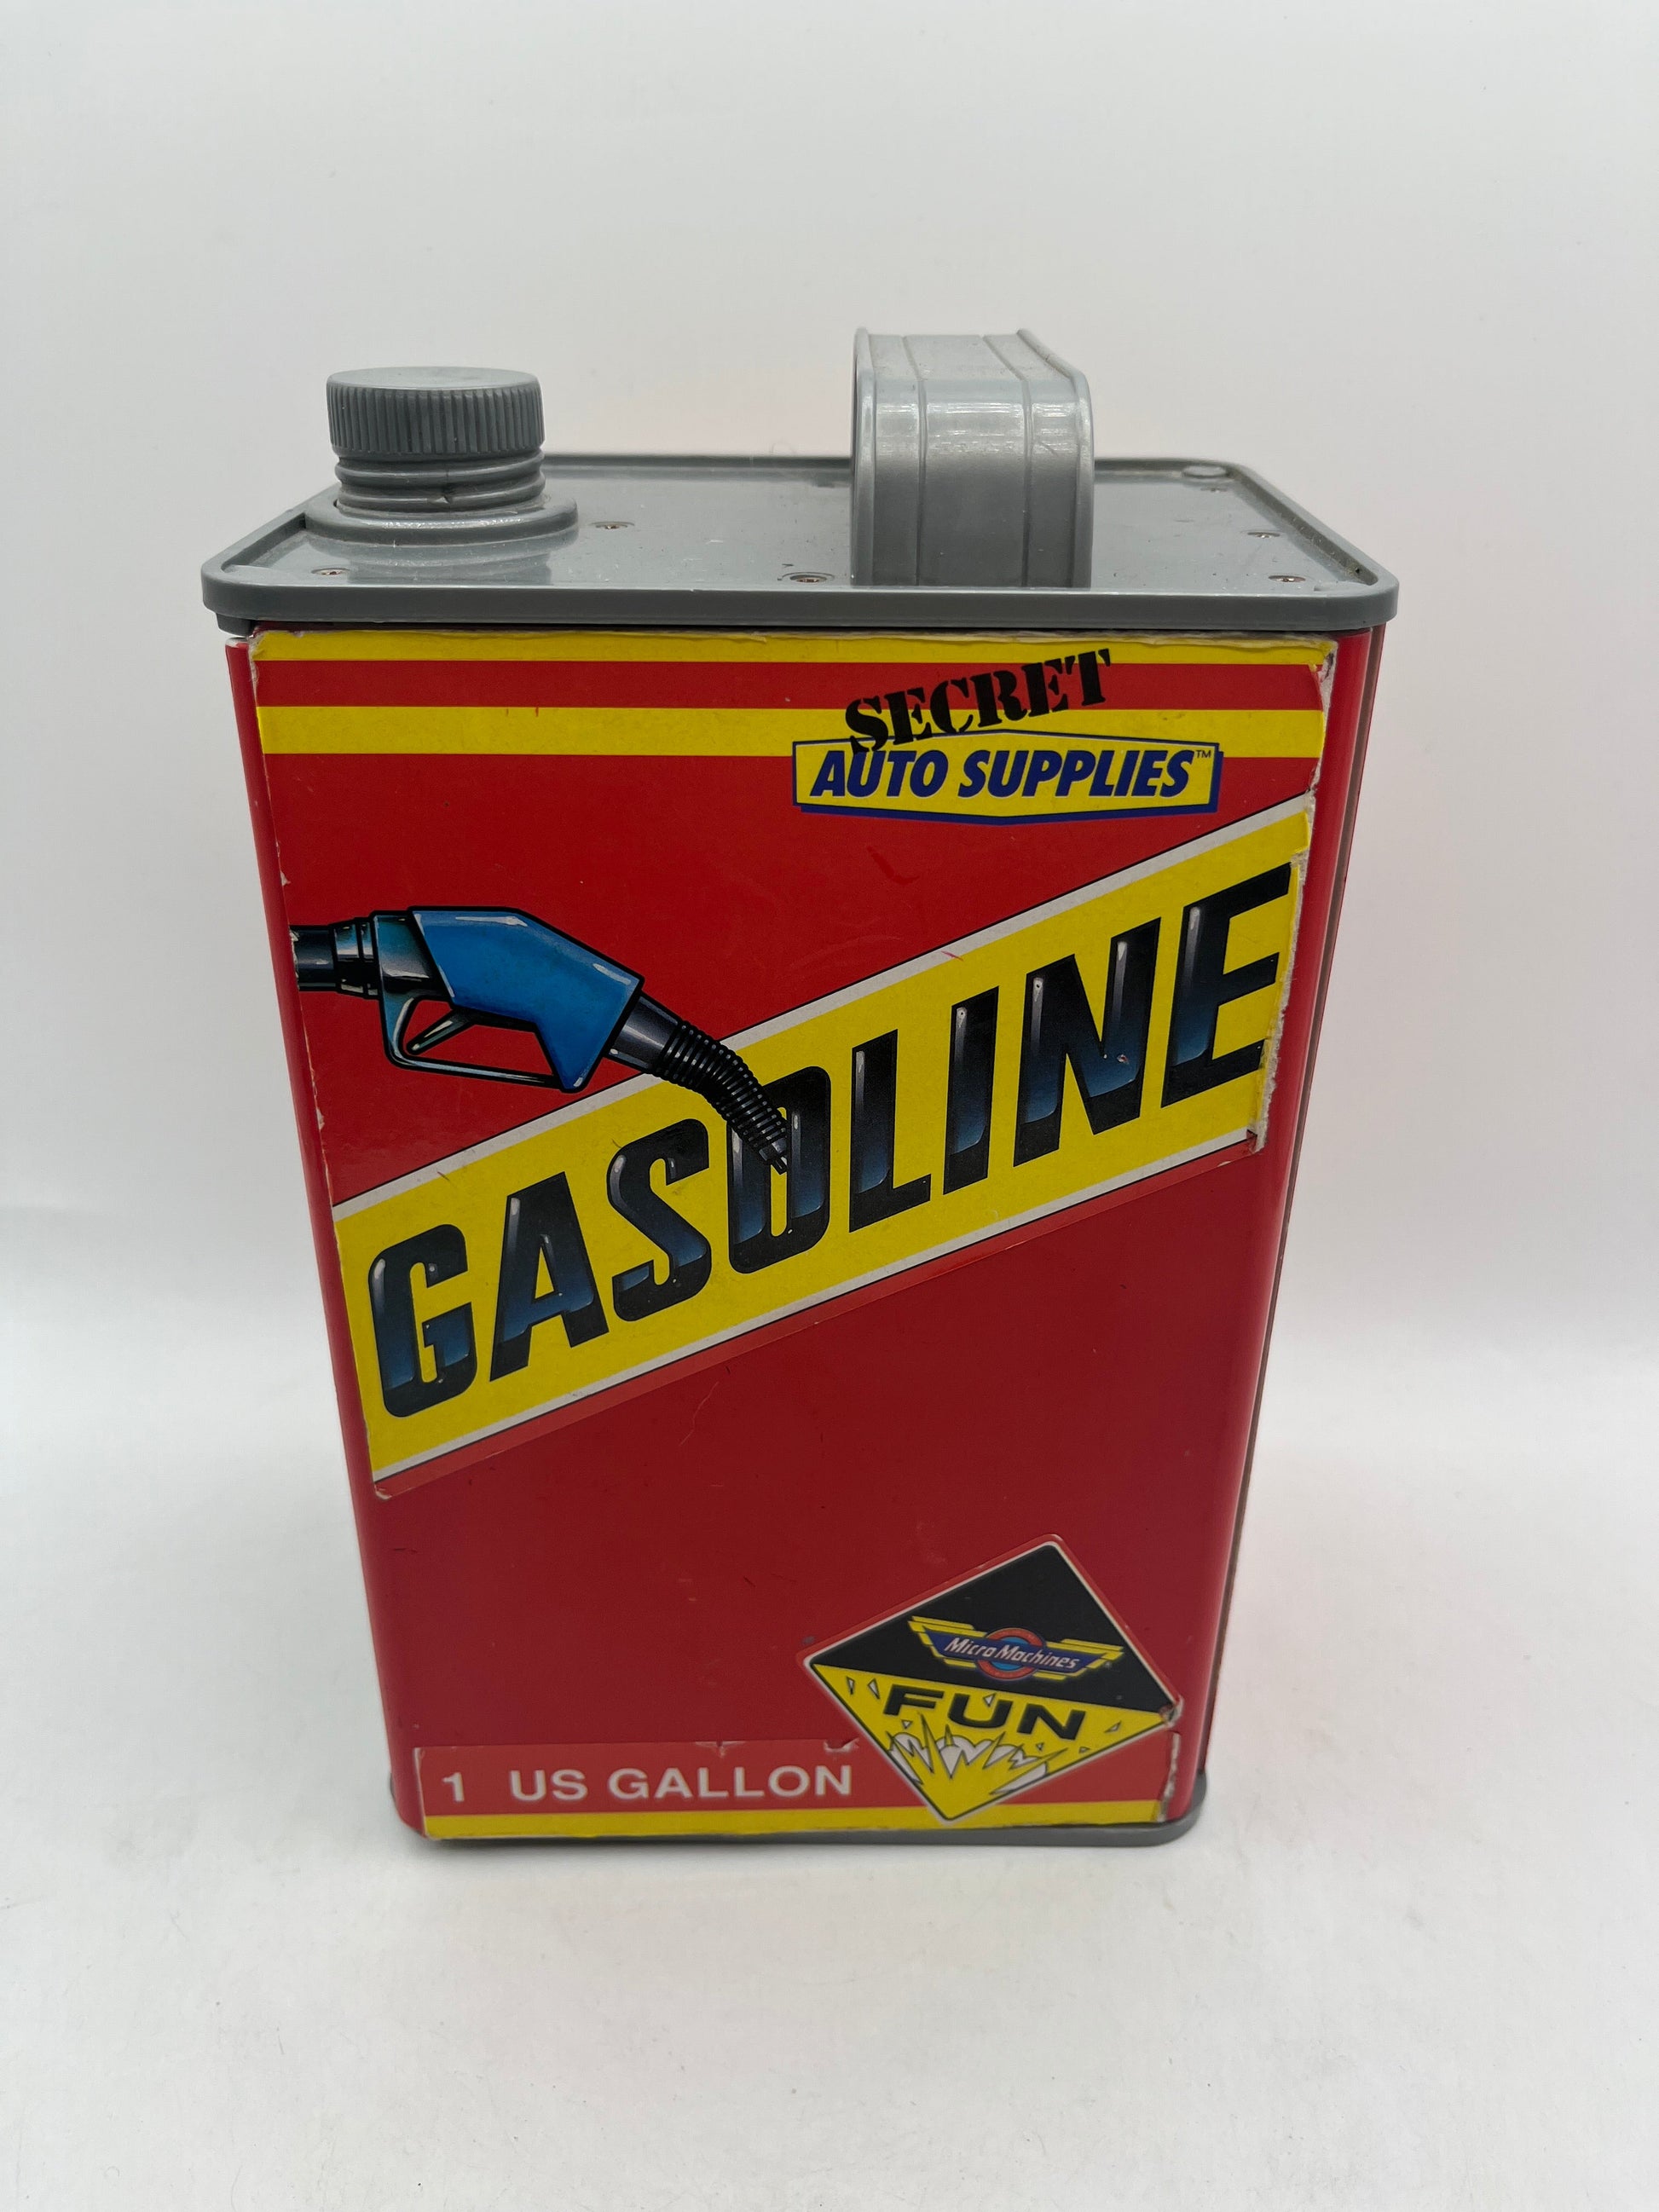 SECRET
AUTO SUPPLIES™
GASOLINE
Micro Machines
FUN
1 US GALLON